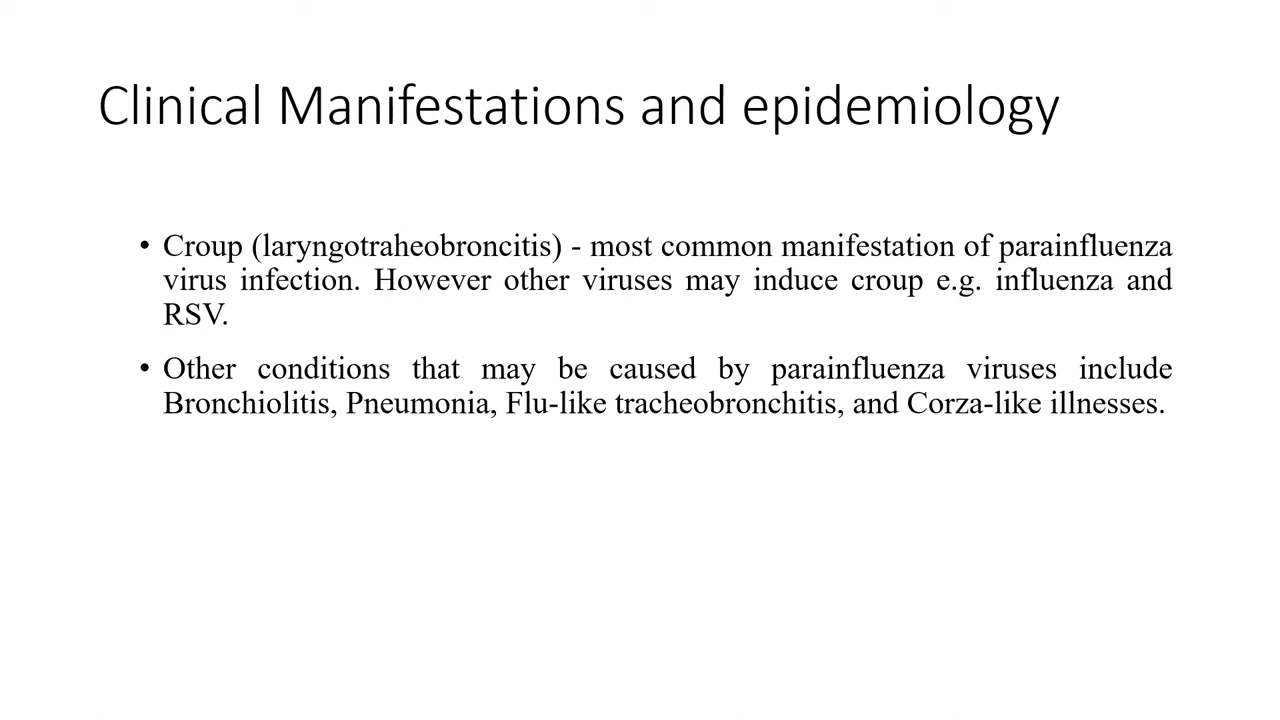 Clinical Manifestations and epidemiology
• Croup (laryngotraheobroncitis) - most common manifestation of parainfluenza
virus infection. However other viruses may induce croup e.g. influenza and
RSV.
• Other conditions that may be caused by parainfluenza viruses include
Bronchiolitis, Pneumonia, Flu-like tracheobronchitis, and Corza-like illnesses.